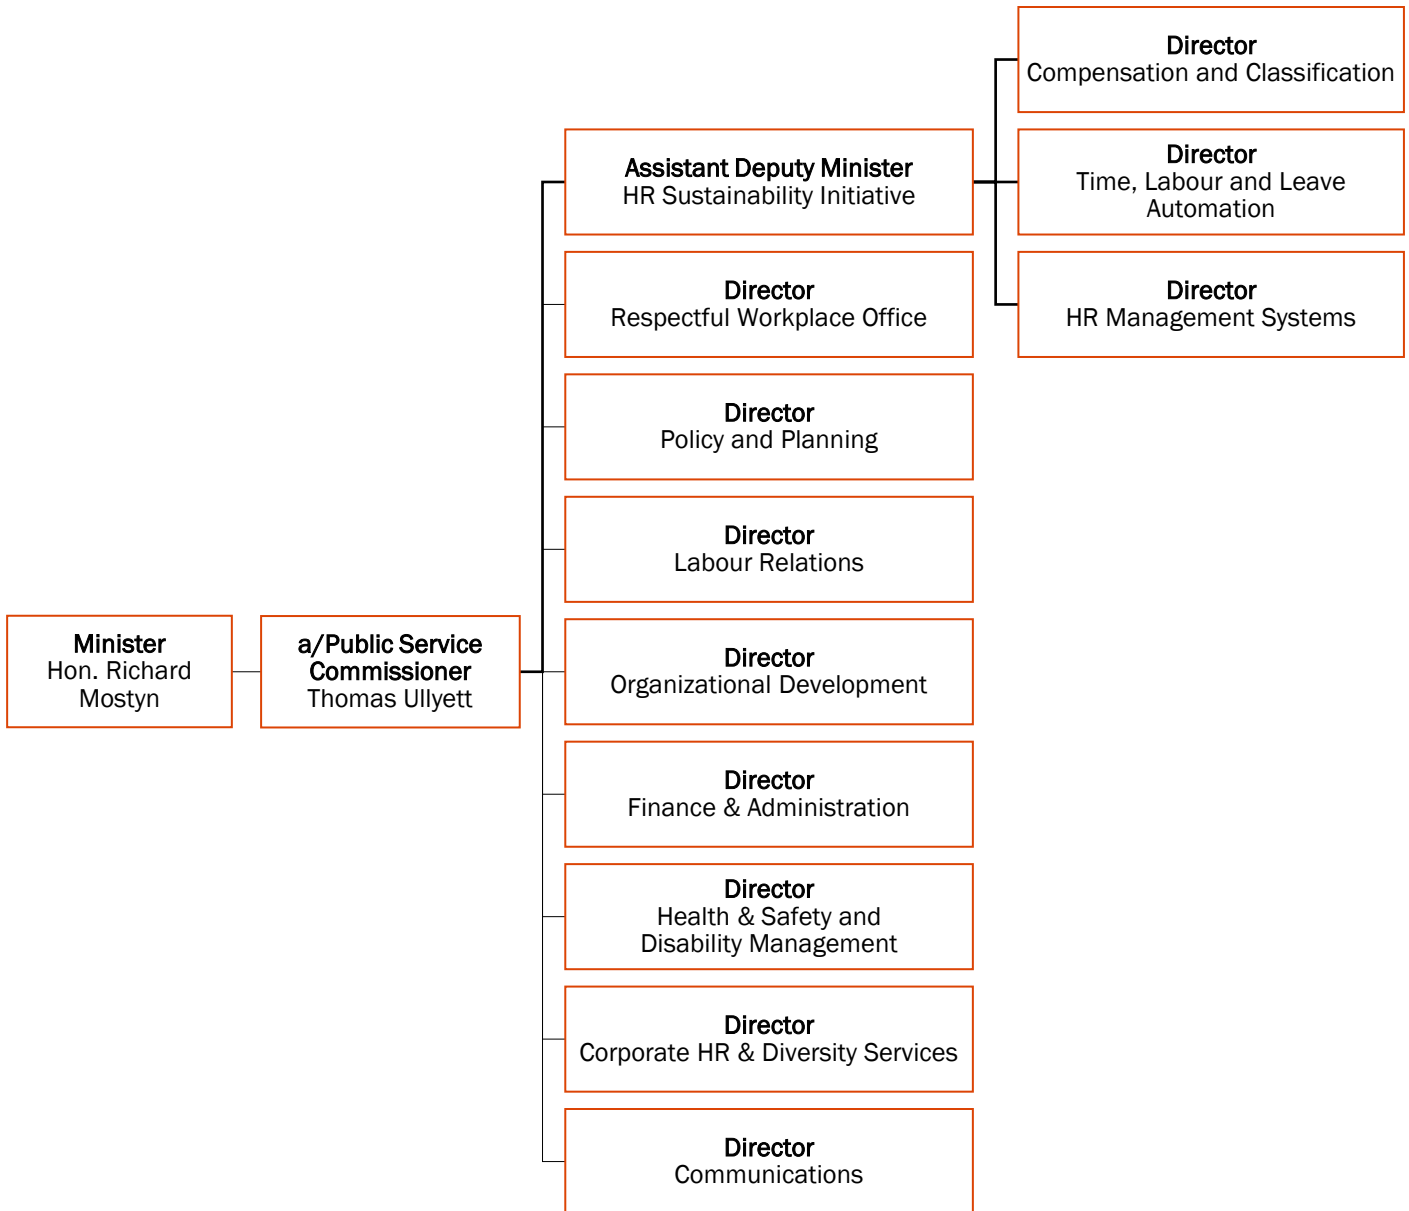 Minister
Hon. Richard
Mostyn
a/Public Service
Commissioner
Thomas Ullyett
Assistant Deputy Minister
HR Sustainability Initiative
Director
Compensation and Classification
Director
Time, Labour and Leave
Automation
Director
HR Management Systems
Director
Respectful Workplace Office
Director
Policy and Planning
Director
Labour Relations
Director
Organizational Development
Director
Finance & Administration
Director
Health & Safety and
Disability Management
Director
Corporate HR & Diversity Services
Director
Communications